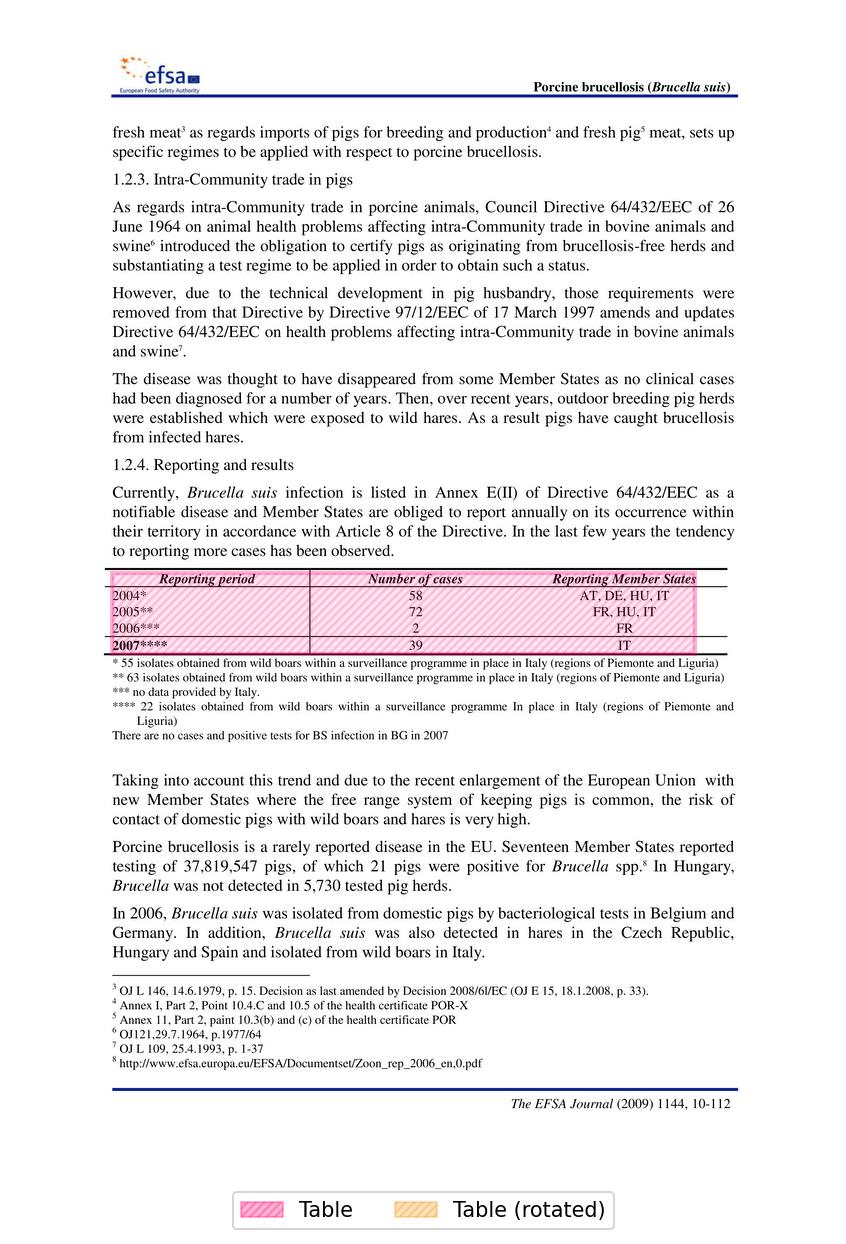 efsa
European Food Safety Authority
Porcine brucellosis (Brucella suis)
fresh meat3 as regards imports of pigs for breeding and production4 and fresh pig5 meat, sets up
specific regimes to be applied with respect to porcine brucellosis.
1.2.3. Intra-Community trade in pigs
As regards intra-Community trade in porcine animals, Council Directive 64/432/EEC of 26
June 1964 on animal health problems affecting intra-Community trade in bovine animals and
swine6 introduced the obligation to certify pigs as originating from brucellosis-free herds and
substantiating a test regime to be applied in order to obtain such a status.
However, due to the technical development in pig husbandry, those requirements were
removed from that Directive by Directive 97/12/EEC of 17 March 1997 amends and updates
Directive 64/432/EEC on health problems affecting intra-Community trade in bovine animals
and swine7.
The disease was thought to have disappeared from some Member States as no clinical cases
had been diagnosed for a number of years. Then, over recent years, outdoor breeding pig herds
were established which were exposed to wild hares. As a result pigs have caught brucellosis
from infected hares.
1.2.4. Reporting and results
Currently, Brucella suis infection is listed in Annex E(II) of Directive 64/432/EEC as a
notifiable disease and Member States are obliged to report annually on its occurrence within
their territory in accordance with Article 8 of the Directive. In the last few years the tendency
to reporting more cases has been observed.
Reporting period Number of cases Reporting Member States
2004* 58 AT, DE, HU, IT
2005** 72 FR, HU, IT
2006*** 2 FR
2007**** 39 IT
* 55 isolates obtained from wild boars within a surveillance programme in place in Italy (regions of Piemonte and Liguria)
** 63 isolates obtained from wild boars within a surveillance programme in place in Italy (regions of Piemonte and Liguria)
*** no data provided by Italy.
**** 22 isolates obtained from wild boars within a surveillance programme In place in Italy (regions of Piemonte and
Liguria)
There are no cases and positive tests for BS infection in BG in 2007
Taking into account this trend and due to the recent enlargement of the European Union with
new Member States where the free range system of keeping pigs is common, the risk of
contact of domestic pigs with wild boars and hares is very high.
Porcine brucellosis is a rarely reported disease in the EU. Seventeen Member States reported
testing of 37,819,547 pigs, of which 21 pigs were positive for Brucella spp.8 In Hungary,
Brucella was not detected in 5,730 tested pig herds.
In 2006, Brucella suis was isolated from domestic pigs by bacteriological tests in Belgium and
Germany. In addition, Brucella suis was also detected in hares in the Czech Republic,
Hungary and Spain and isolated from wild boars in Italy.
3 OJ L 146, 14.6.1979, p. 15. Decision as last amended by Decision 2008/6l/EC (OJ E 15, 18.1.2008, p. 33).
4 Annex I, Part 2, Point 10.4.C and 10.5 of the health certificate POR-X
5 Annex 11, Part 2, paint 10.3(b) and (c) of the health certificate POR
6 OJ121,29.7.1964, p.1977/64
7 OJ L 109, 25.4.1993, p. 1-37
8 http://www.efsa.europa.eu/EFSA/Documentset/Zoon_rep_2006_en,0.pdf
The EFSA Journal (2009) 1144, 10-112
Table Table (rotated)